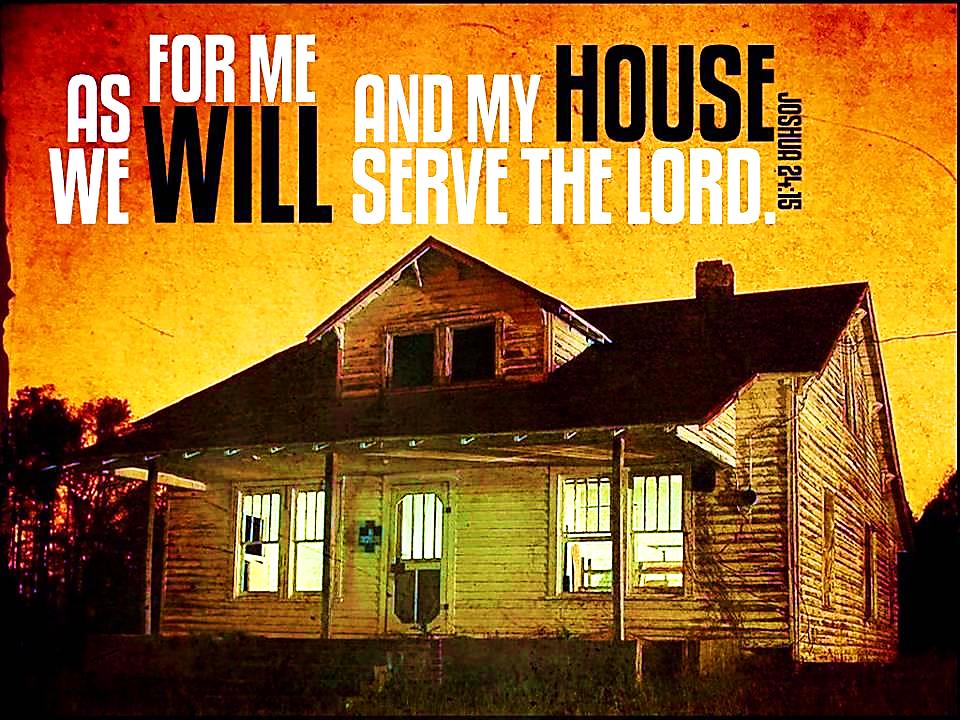 AS FOR ME AND MY HOUSE
WE WILL SERVE THE LORD.
JOSHUA 24:15